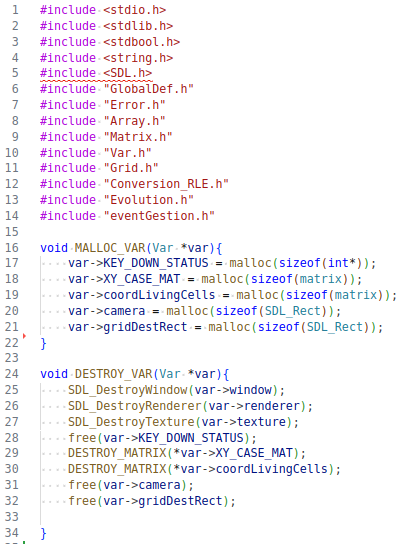 1 #include <stdio.h>
2 #include <stdlib.h>
3 #include <stdbool.h>
4 #include <string.h>
5 #include <SDL.h>
6 #include "GlobalDef.h"
7 #include "Error.h"
8 #include "Array.h"
9 #include "Matrix.h"
10 #include "Var.h"
11 #include "Grid.h"
12 #include "Conversion_RLE.h"
13 #include "Evolution.h"
14 #include "eventGestion.h"
15
16 void MALLOC_VAR(Var *var){
17     var->KEY_DOWN_STATUS = malloc(sizeof(int*));
18     var->XY_CASE_MAT = malloc(sizeof(matrix));
19     var->coordLivingCells = malloc(sizeof(matrix));
20     var->camera = malloc(sizeof(SDL_Rect));
21     var->gridDestRect = malloc(sizeof(SDL_Rect));
22 }
23
24 void DESTROY_VAR(Var *var){
25     SDL_DestroyWindow(var->window);
26     SDL_DestroyRenderer(var->renderer);
27     SDL_DestroyTexture(var->texture);
28     free(var->KEY_DOWN_STATUS);
29     DESTROY_MATRIX(*var->XY_CASE_MAT);
30     DESTROY_MATRIX(*var->coordLivingCells);
31     free(var->camera);
32     free(var->gridDestRect);
33
34 }